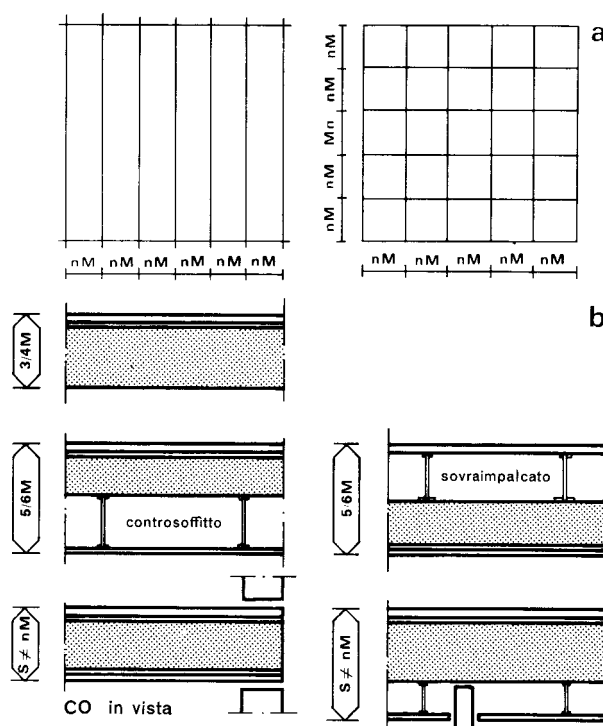 a
nM
nM
Mn
nM
nM
nM nM nM nM nM nM
nM nM nM nM nM
b
3/4M
5/6M
controsoffitto
5/6M
sovraimpalcato
S ≠ nM
CO in vista
S ≠ nM